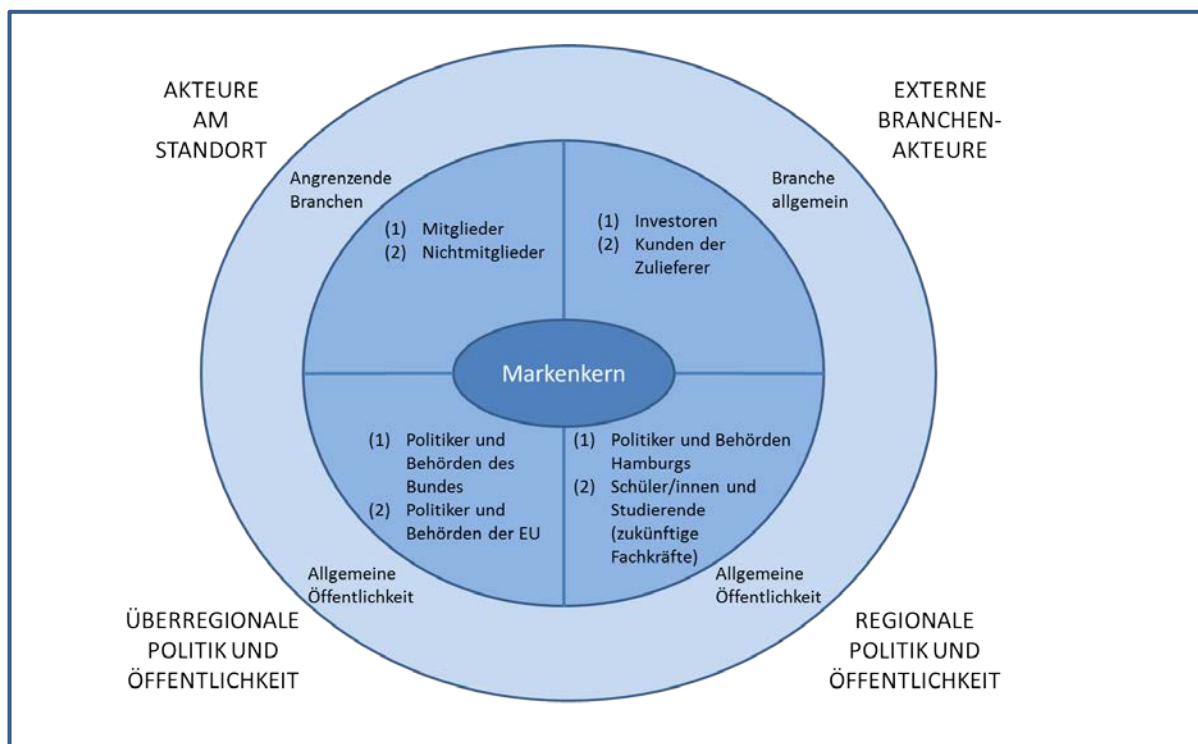 AKTEURE
AM
STANDORT
EXTERNE
BRANCHEN-
AKTEURE
Angrenzende
Branchen
Branche
allgemein
(1) Mitglieder
(2) Nichtmitglieder
(1) Investoren
(2) Kunden der
Zulieferer
Markenkern
(1) Politiker und
Behörden des
Bundes
(2) Politiker und
Behörden der EU
(1) Politiker und Behörden
Hamburgs
(2) Schüler/innen und
Studierende
(zukünftige
Fachkräfte)
Allgemeine
Öffentlichkeit
Allgemeine
Öffentlichkeit
ÜBERREGIONALE
POLITIK UND
ÖFFENTLICHKEIT
REGIONALE
POLITIK UND
ÖFFENTLICHKEIT